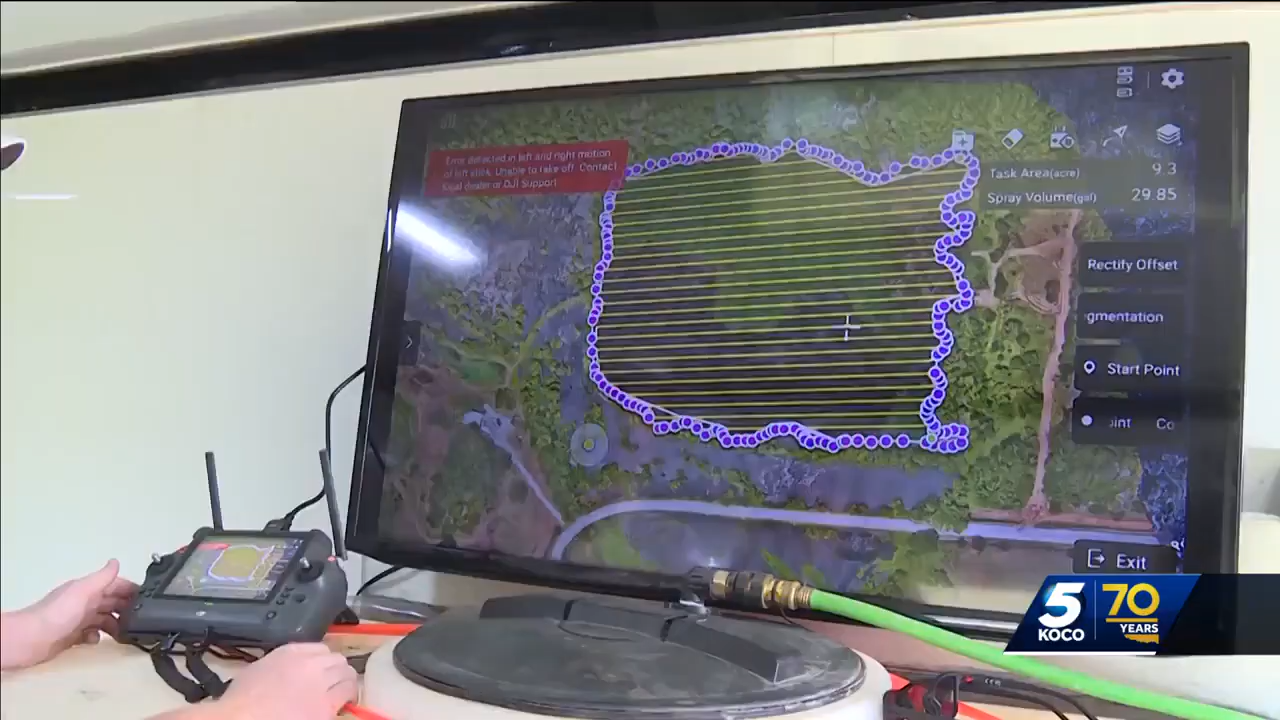 Error detected in left and right motion
of left stick. Unable to take off. Contact
local dealer or DJI Support
Task Area(acre) 9.3
Spray Volume(gal) 29.85
Rectify Offset
gmentation
Start Point
oint Co
Exit
5 70
KOCO YEARS